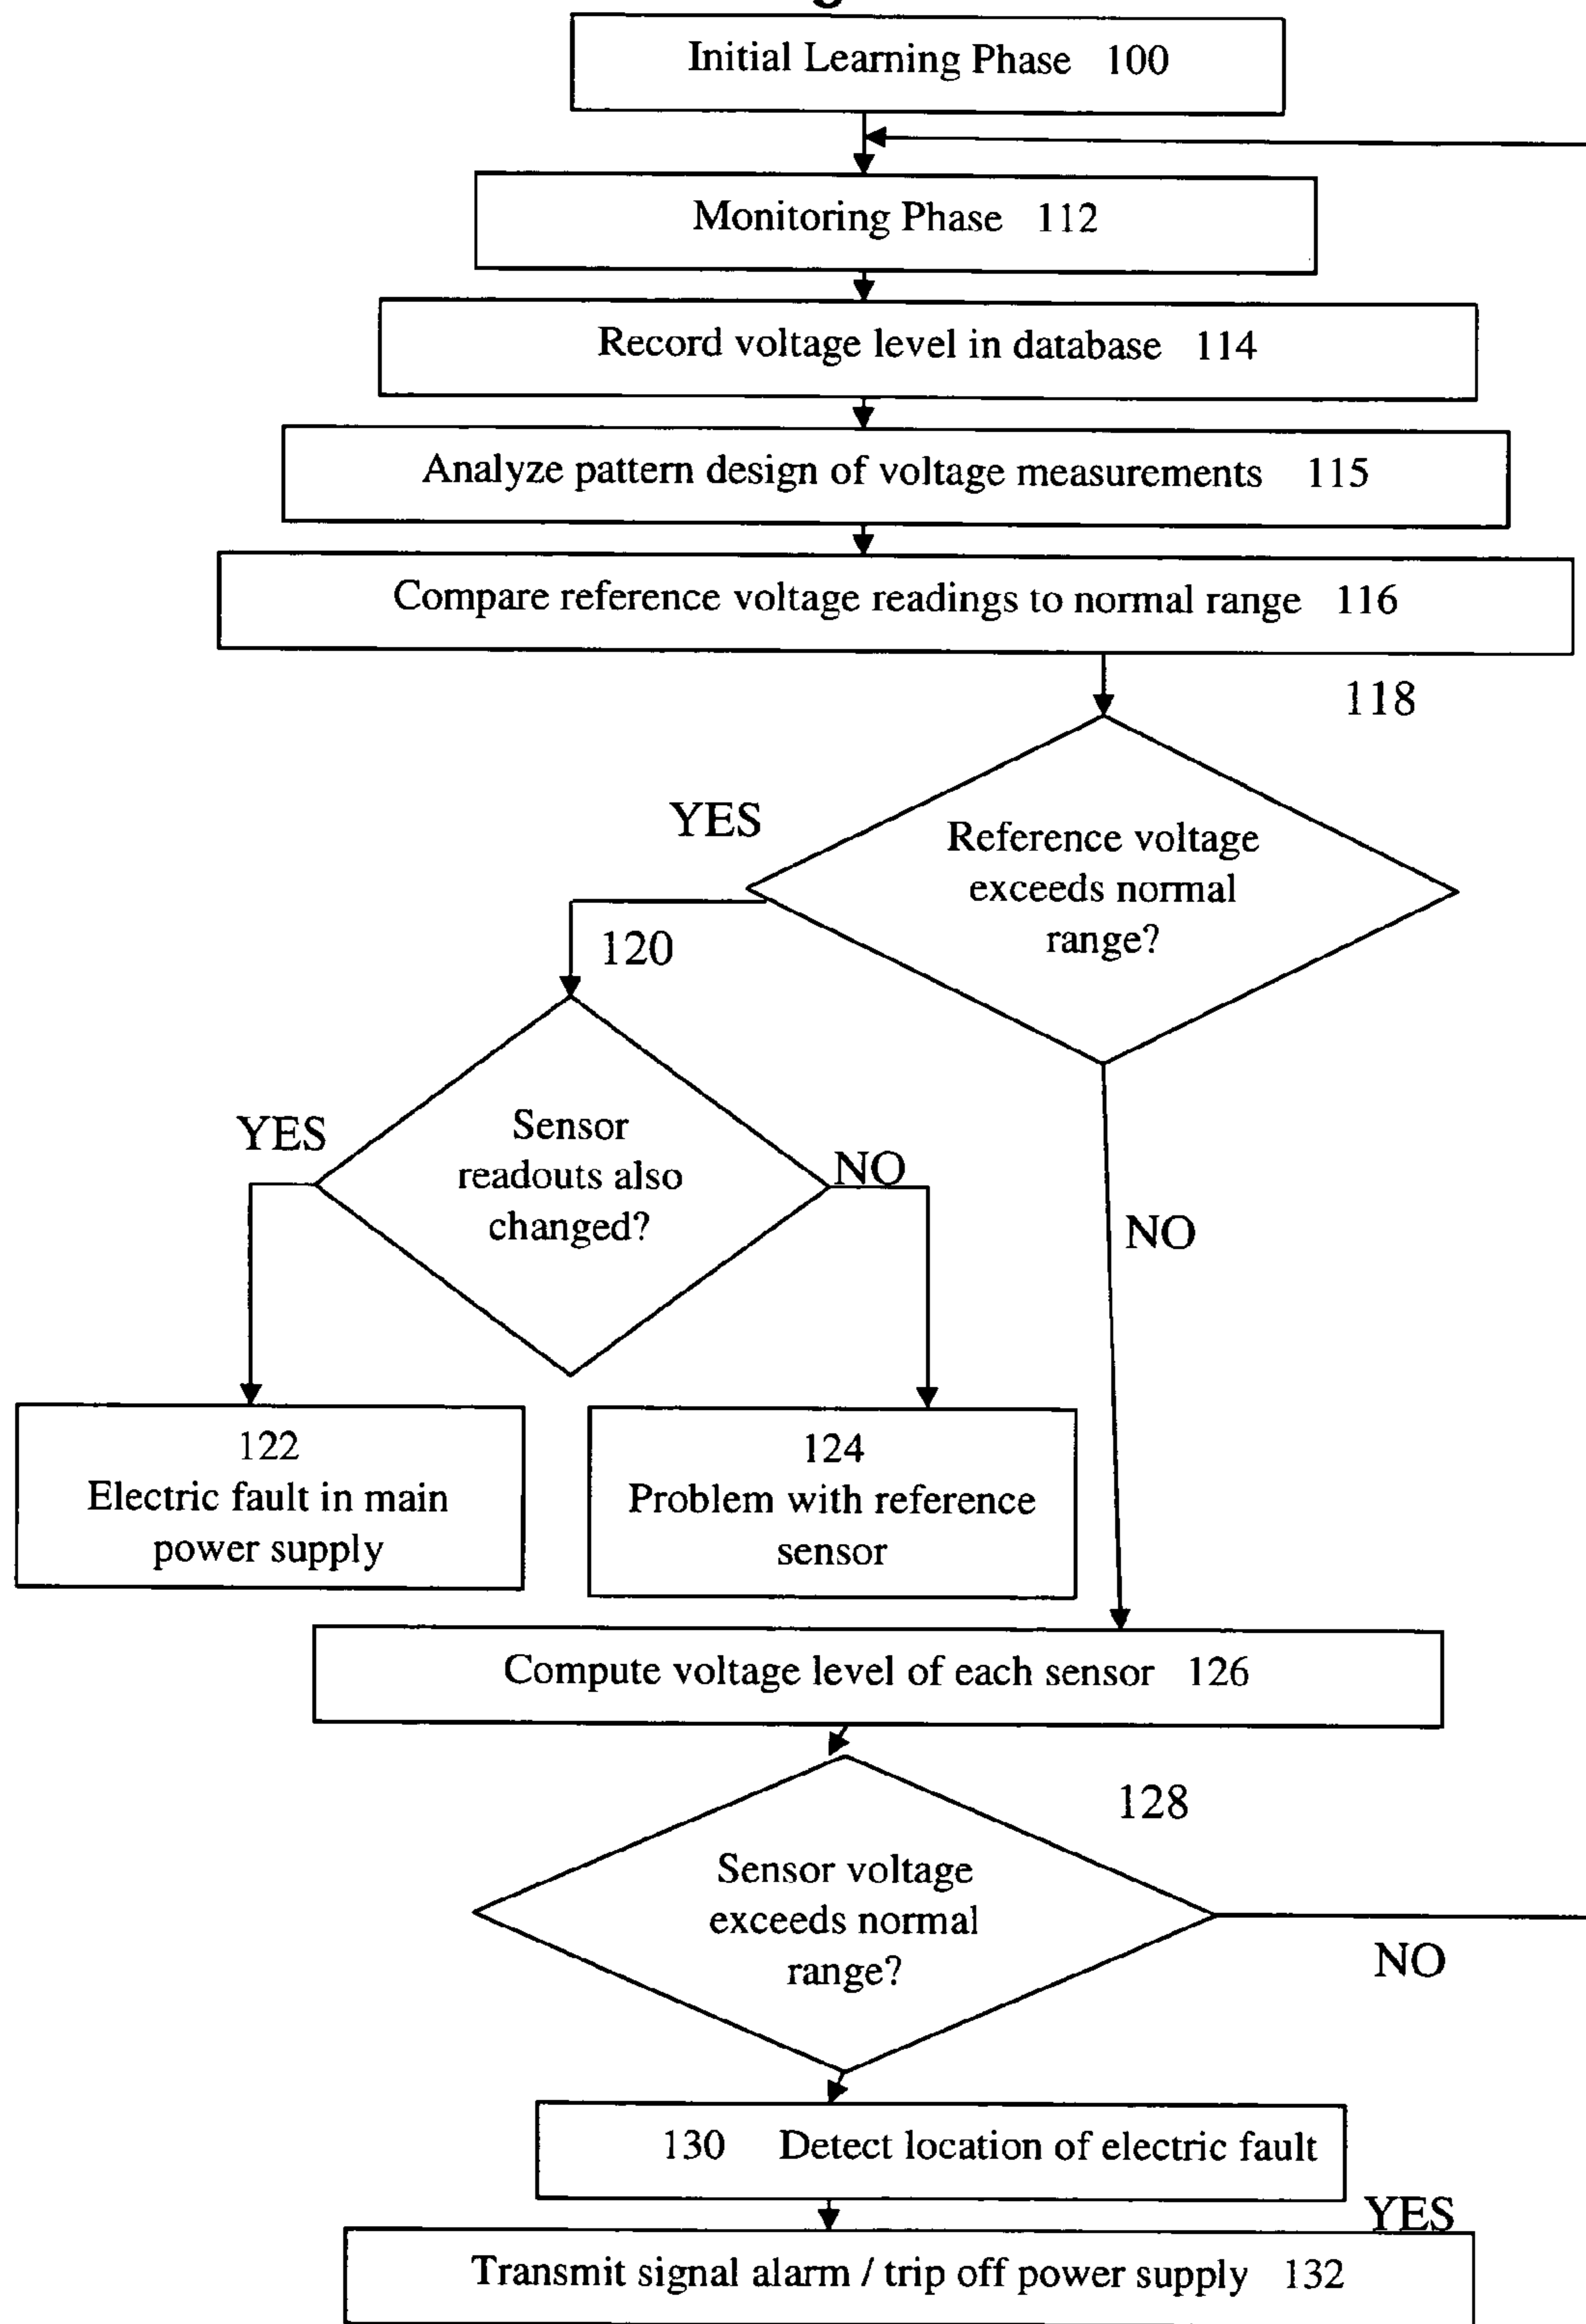 Initial Learning Phase 100
Monitoring Phase 112
Record voltage level in database 114
Analyze pattern design of voltage measurements 115
Compare reference voltage readings to normal range 116
118
YES
Reference voltage
exceeds normal
range?
120
YES
Sensor
readouts also
changed?
NO
NO
122
Electric fault in main
power supply
124
Problem with reference
sensor
Compute voltage level of each sensor 126
128
Sensor voltage
exceeds normal
range?
NO
130 Detect location of electric fault
YES
Transmit signal alarm / trip off power supply 132